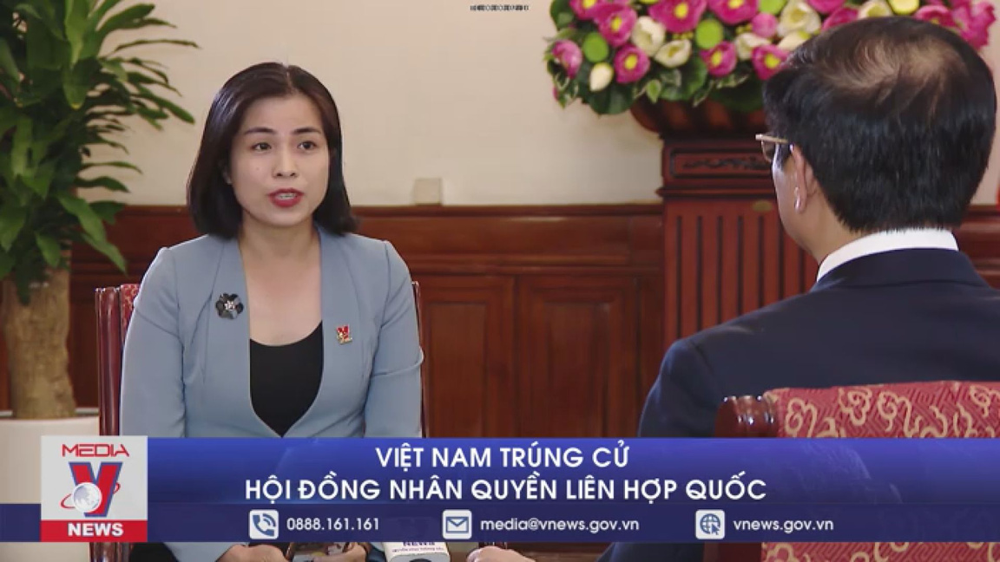 VIỆT NAM TRÚNG CỬ
HỘI ĐỒNG NHÂN QUYỀN LIÊN HỢP QUỐC
MEDIA
V
NEWS
0888.161.161
media@vnews.gov.vn
vnews.gov.vn
NEWS